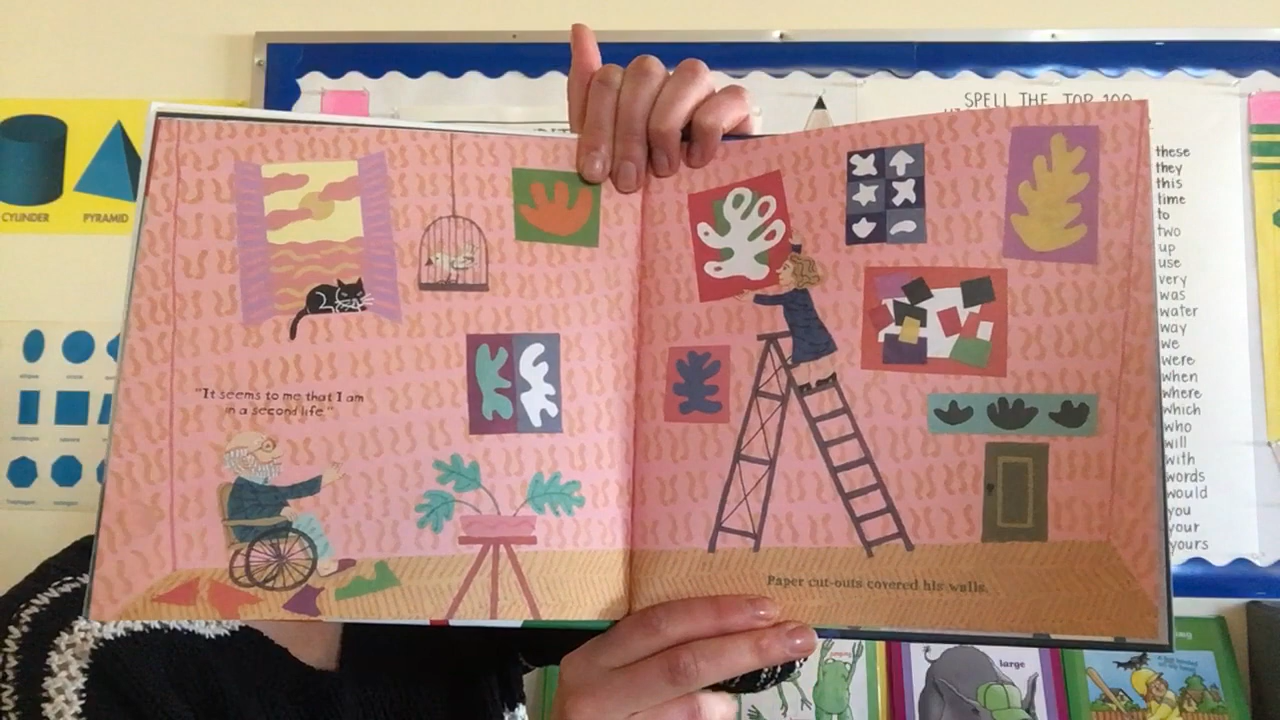 SPELL THE TOP 100
CYLINDER
PYRAMID
"It seems to me that I am
in a second life."
Paper cut-outs covered his walls.
these
they
this
time
to
two
up
use
very
was
water
way
we
were
when
where
which
who
will
with
words
would
you
your
yours
large